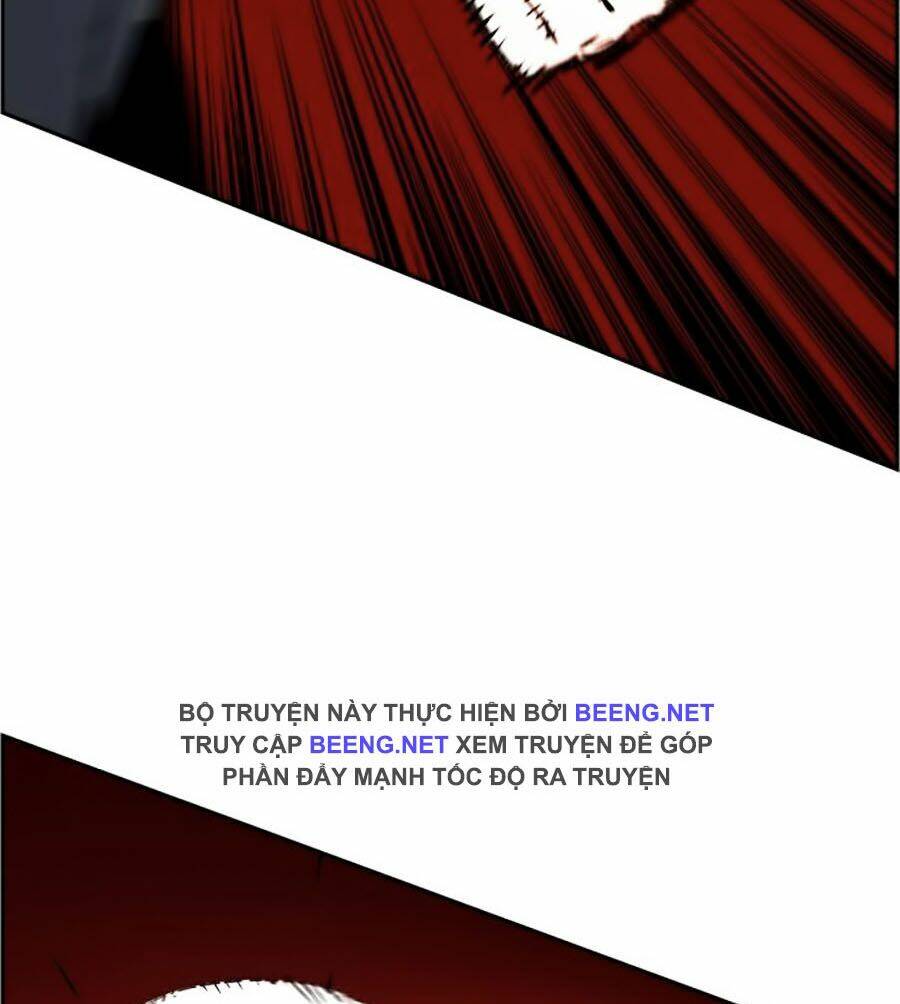 BỘ TRUYỆN NÀY THỰC HIỆN BỞI BEENG.NET
TRUY CẬP BEENG.NET XEM TRUYỆN ĐỂ GÓP
PHẦN ĐẨY MẠNH TỐC ĐỘ RA TRUYỆN